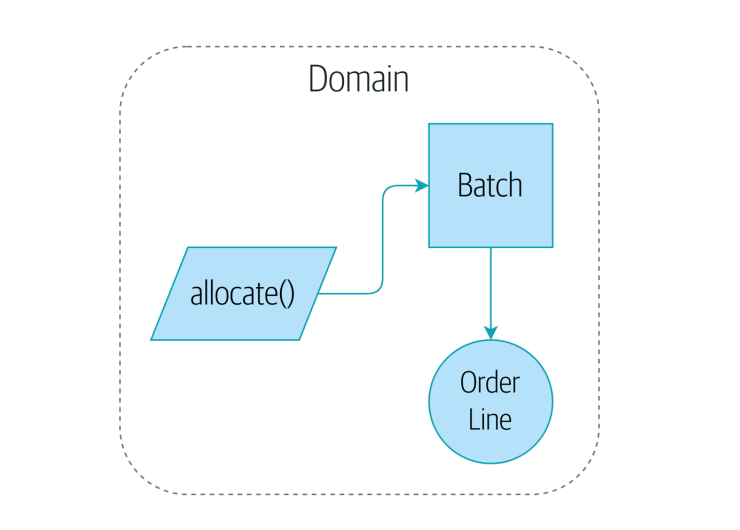 Domain
Batch
allocate()
Order
Line